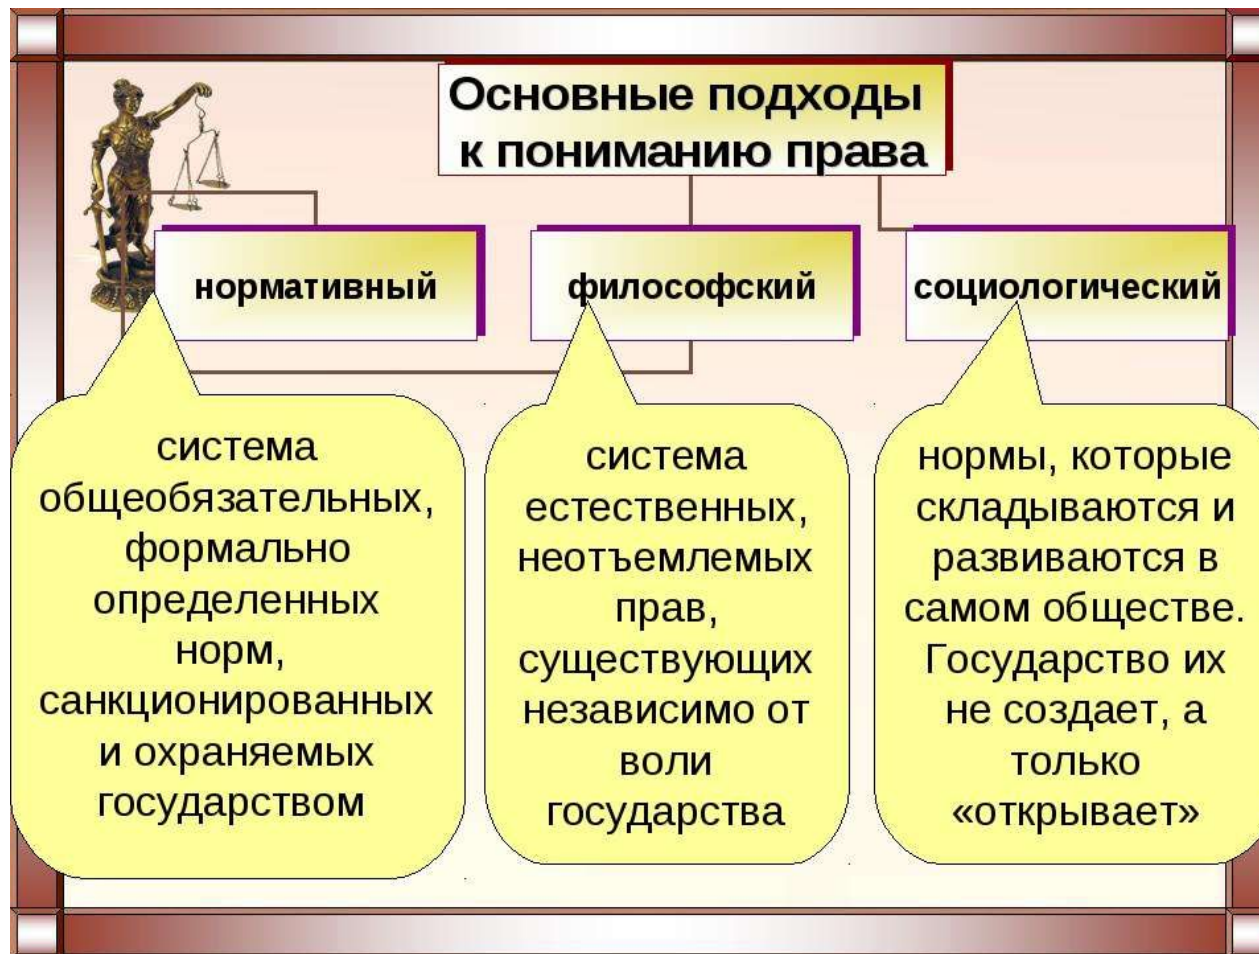 Основные подходы
к пониманию права
нормативный
философский
социологический
система
общеобязательных,
формально
определенных
норм,
санкционированных
и охраняемых
государством
система
естественных,
неотъемлемых
прав,
существующих
независимо от
воли
государства
нормы, которые
складываются и
развиваются в
самом обществе.
Государство их
не создает, а
только
«открывает»